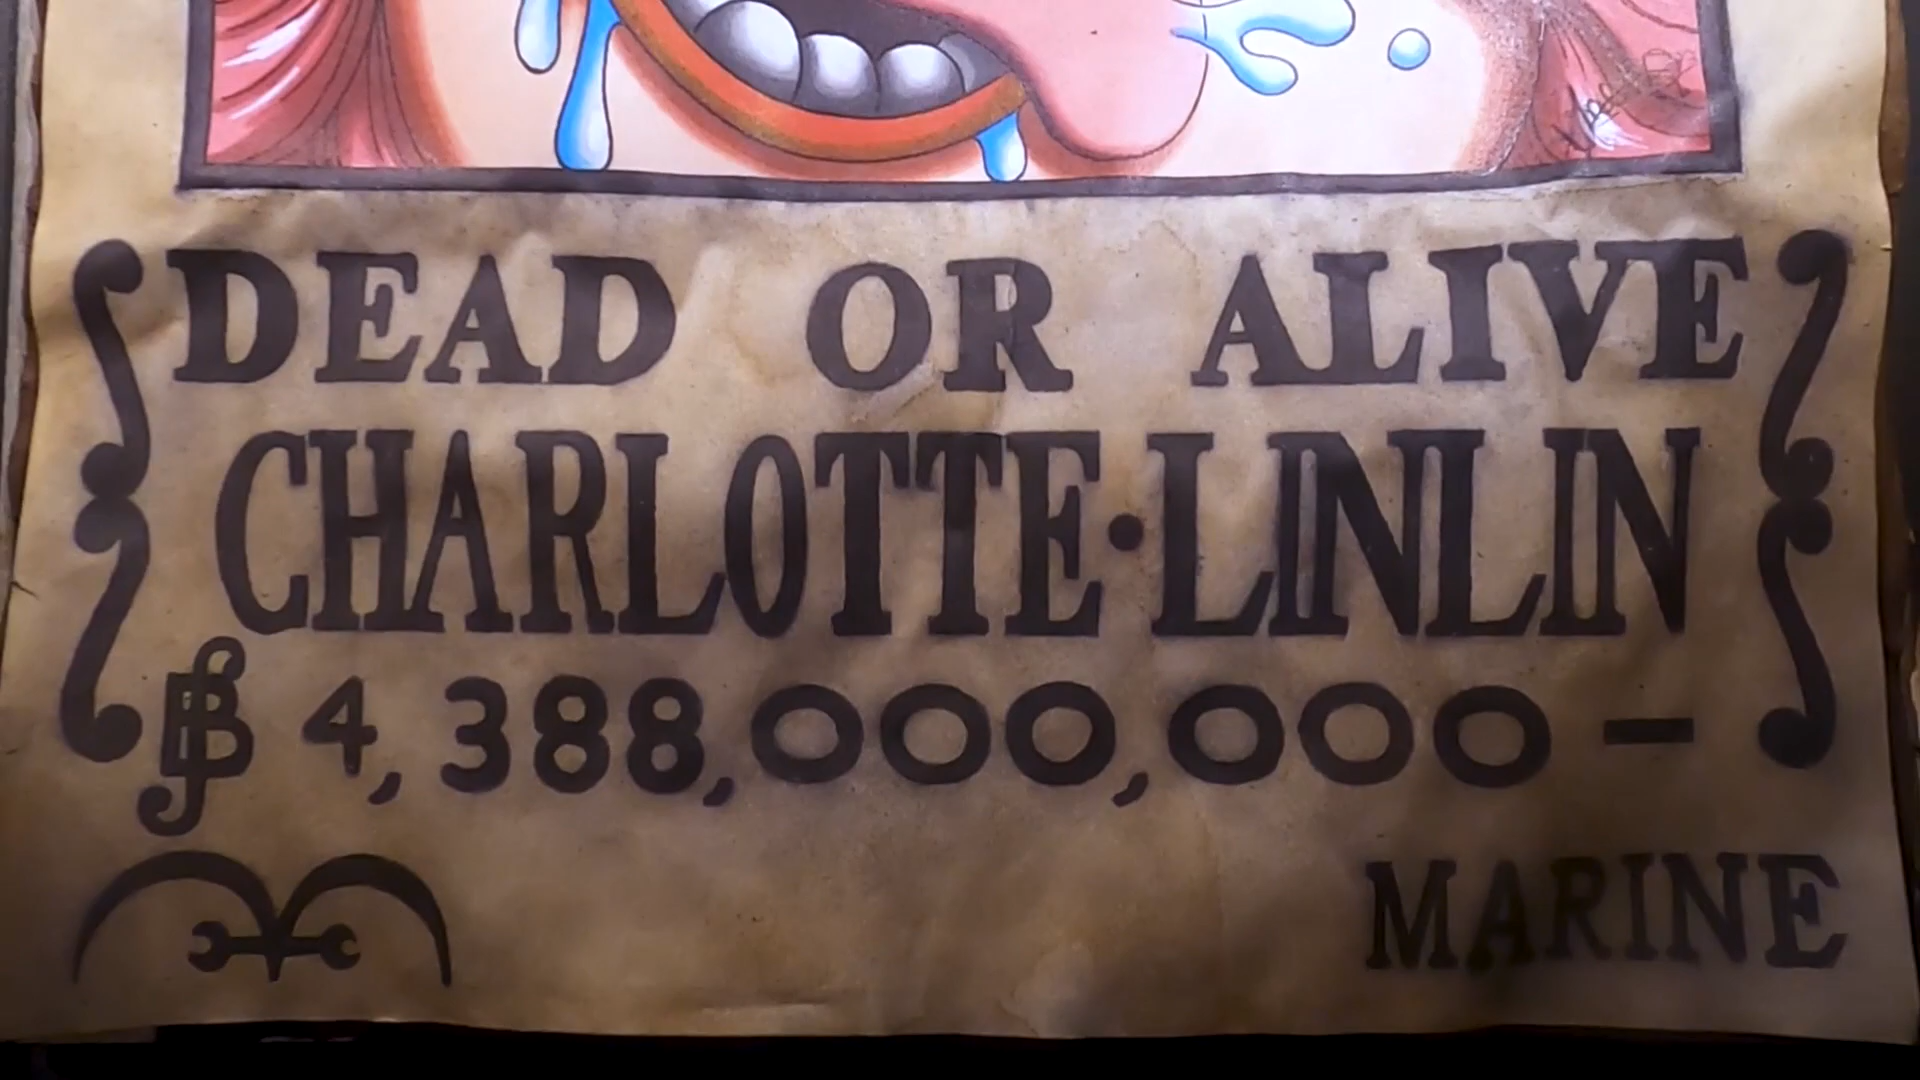 DEAD OR ALIVE
CHARLOTTE·LINLIN
฿ 4,388,000,000 -
MARINE